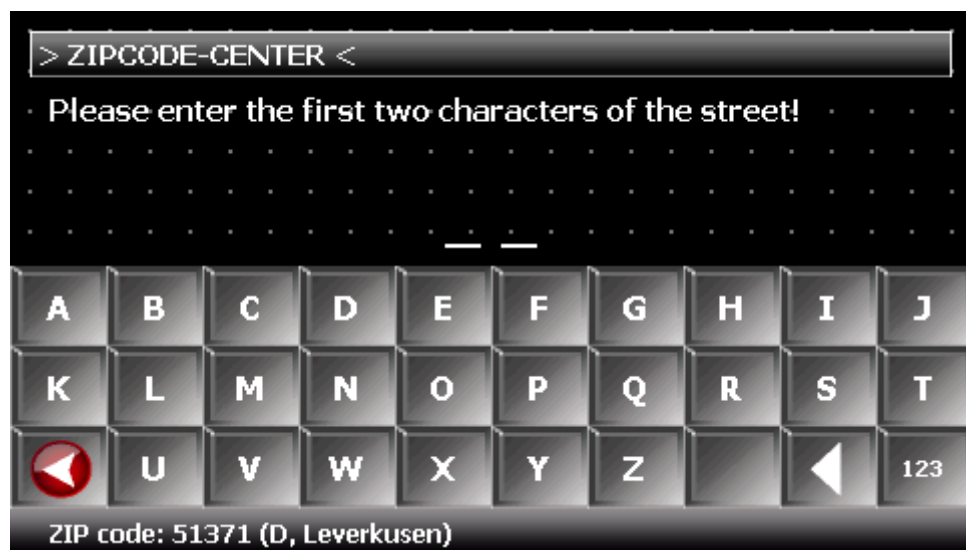 > ZIPCODE-CENTER <
Please enter the first two characters of the street!
A B C D E F G H I J
K L M N O P Q R S T
U V W X Y Z 123
ZIP code: 51371 (D, Leverkusen)